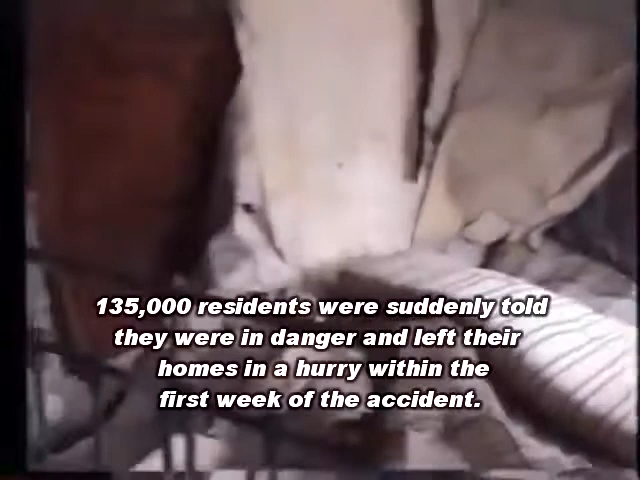 135,000 residents were suddenly told
they were in danger and left their
homes in a hurry within the
first week of the accident.